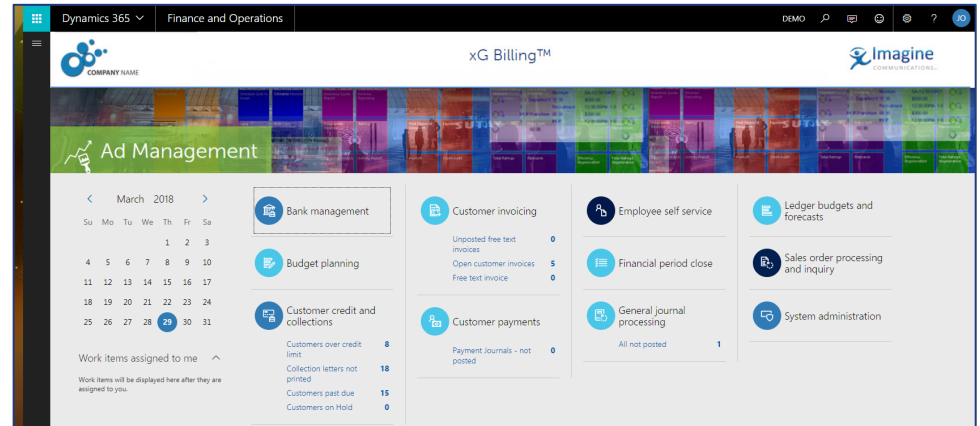 Dynamics 365
Finance and Operations
DEMO
?
JO
COMPANY NAME
xG Billing™
Imagine
COMMUNICATIONS
Ad Management
March 2018
Su Mo Tu We Th Fr Sa
1 2 3
4 5 6 7 8 9 10
11 12 13 14 15 16 17
18 19 20 21 22 23 24
25 26 27 28 29 30 31
Work items assigned to me
Work items will be displayed here after they are
assigned to you.
Bank management
Budget planning
Customer credit and
collections
Customers over credit 8
limit
Collection letters not 18
printed
Customers past due 15
Customers on Hold 0
Customer invoicing
Unposted free text 0
invoices
Open customer invoices 5
Free text invoice 0
Customer payments
Payment Journals - not 0
posted
Employee self service
Financial period close
General journal
processing
All not posted 1
Ledger budgets and
forecasts
Sales order processing
and inquiry
System administration